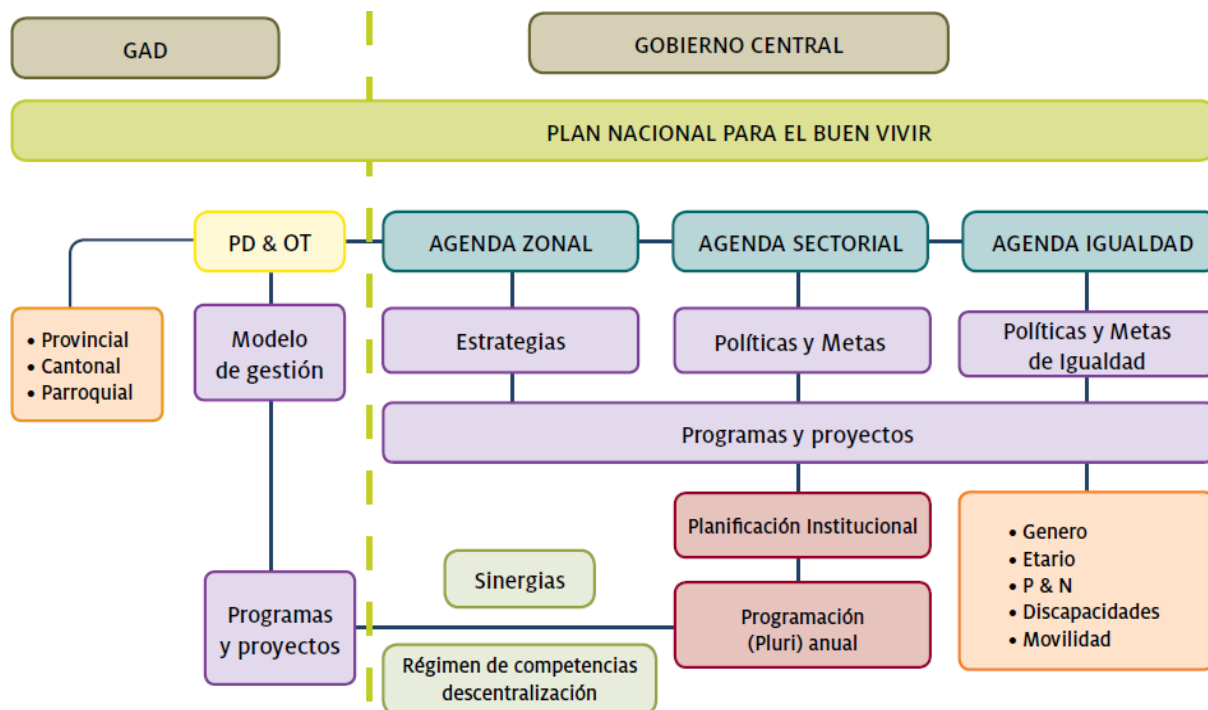 GAD
GOBIERNO CENTRAL
PLAN NACIONAL PARA EL BUEN VIVIR
PD & OT
AGENDA ZONAL
AGENDA SECTORIAL
AGENDA IGUALDAD
• Provincial
• Cantonal
• Parroquial
Modelo
de gestión
Estrategias
Políticas y Metas
Políticas y Metas
de Igualdad
Programas y proyectos
Planificación Institucional
• Genero
• Etario
• P & N
• Discapacidades
• Movilidad
Sinergias
Programas
y proyectos
Programación
(Pluri) anual
Régimen de competencias
descentralización